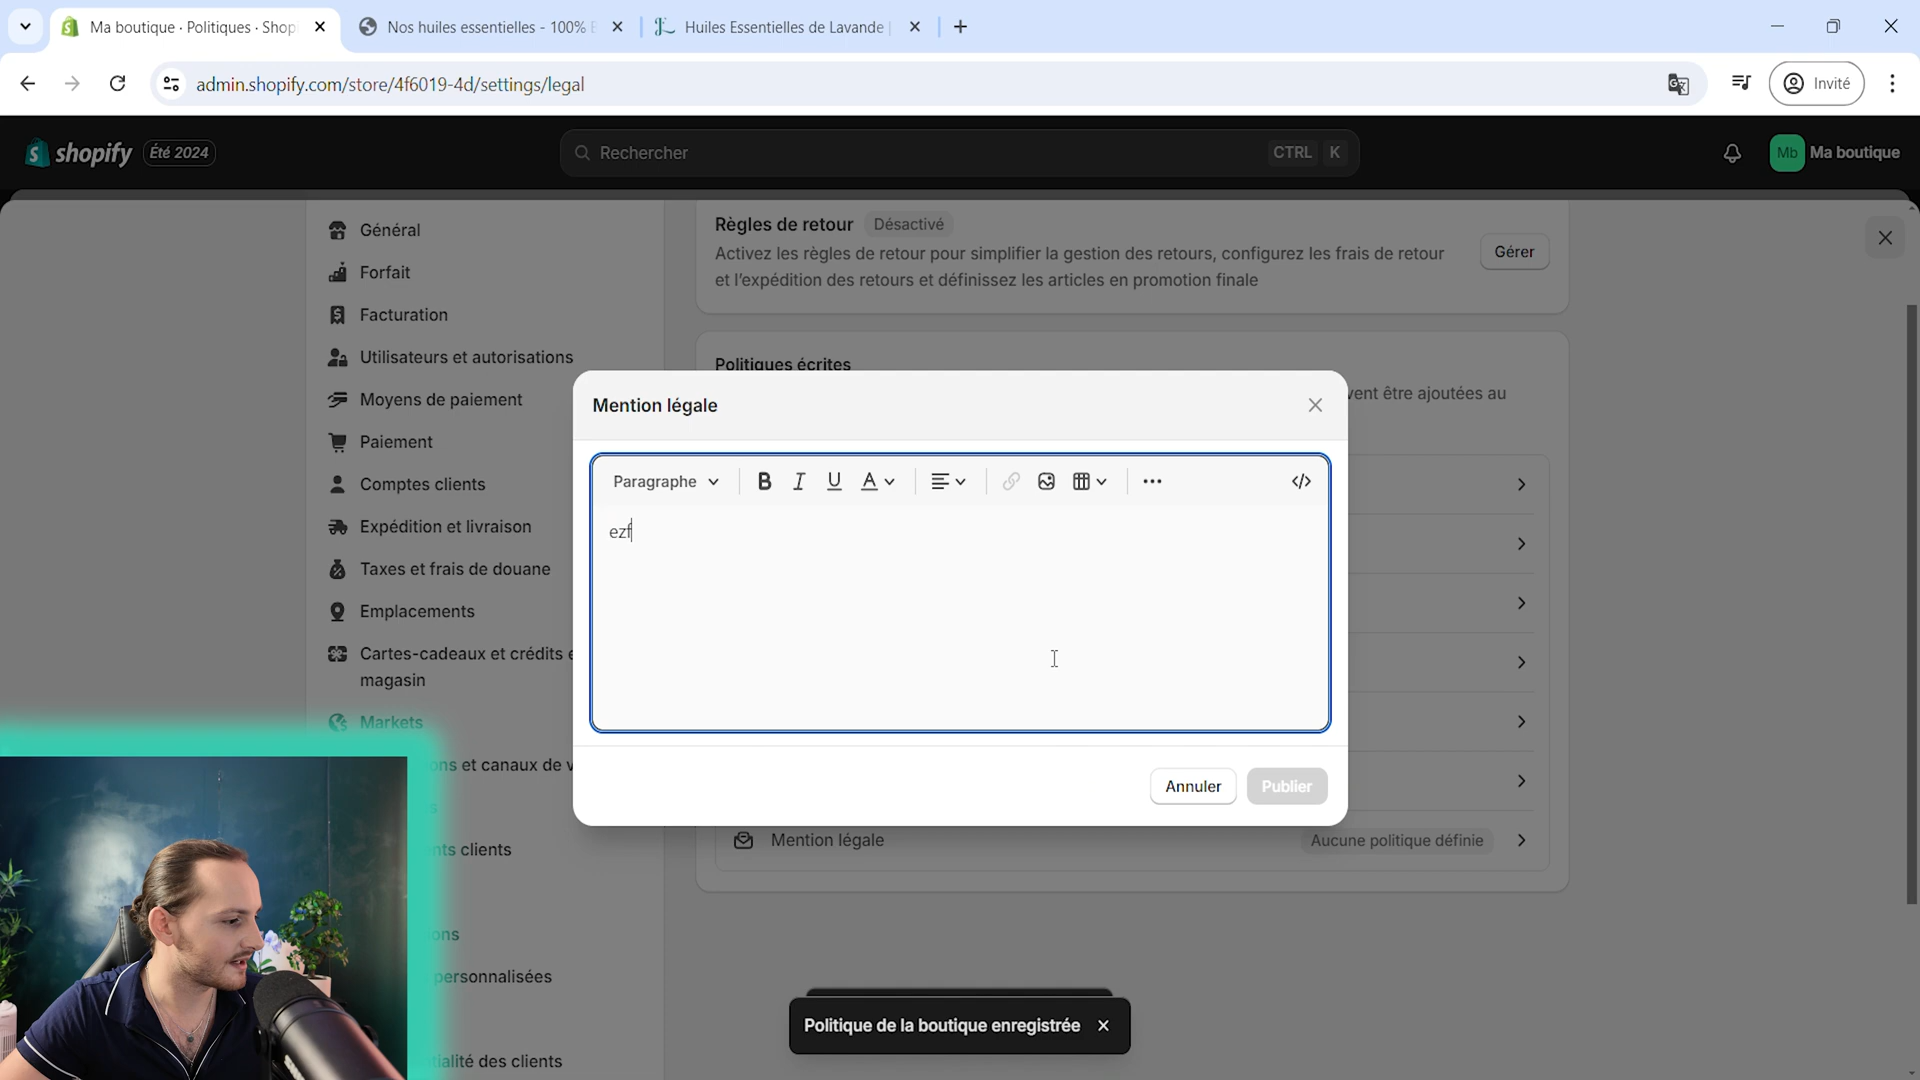 Ma boutique · Politiques · Shop
Nos huiles essentielles - 100%
Huiles Essentielles de Lavande |
admin.shopify.com/store/4f6019-4d/settings/legal
Invité
shopify
Été 2024
Rechercher
CTRL K
Mb
Ma boutique
Général
Forfait
Facturation
Utilisateurs et autorisations
Moyens de paiement
Paiement
Comptes clients
Expédition et livraison
Taxes et frais de douane
Emplacements
Cartes-cadeaux et crédits
magasin
Markets
ons et canaux de v
nts clients
ons
personnalisées
tialité des clients
Règles de retour
Désactivé
Activez les règles de retour pour simplifier la gestion des retours, configurez les frais de retour
et l'expédition des retours et définissez les articles en promotion finale
Gérer
Politiques écrites
vent être ajoutées au
Mention légale
Paragraphe
B I U A
</>
ezf
Annuler
Publier
Mention légale
Aucune politique définie
Politique de la boutique enregistrée